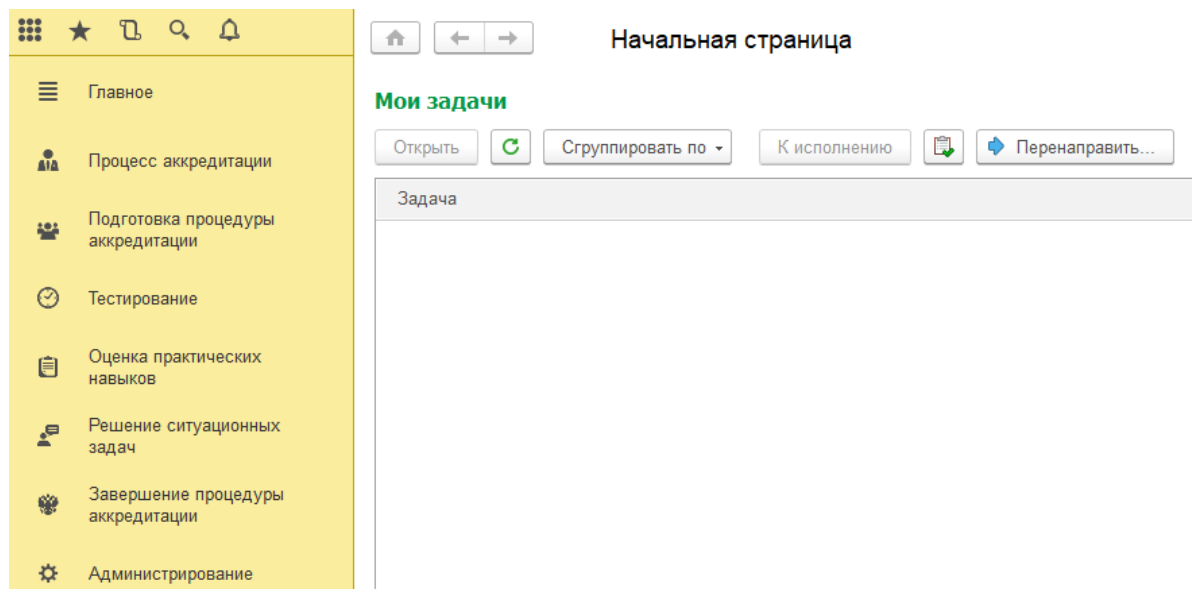 Начальная страница
Главное
Процесс аккредитации
Подготовка процедуры
аккредитации
Тестирование
Оценка практических
навыков
Решение ситуационных
задач
Завершение процедуры
аккредитации
Администрирование
Мои задачи
Открыть
Сгруппировать по
К исполнению
Перенаправить...
Задача